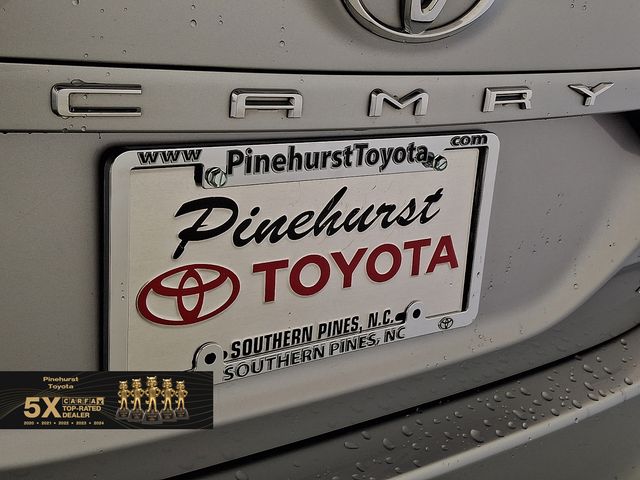 CAMRY
www PinehurstToyota com
Pinehurst
TOYOTA
SOUTHERN PINES, N.C.
SOUTHERN PINES, NC
Pinehurst
Toyota
5X CARFAX
TOP-RATED
DEALER
2020 • 2021 • 2022 • 2023 • 2024